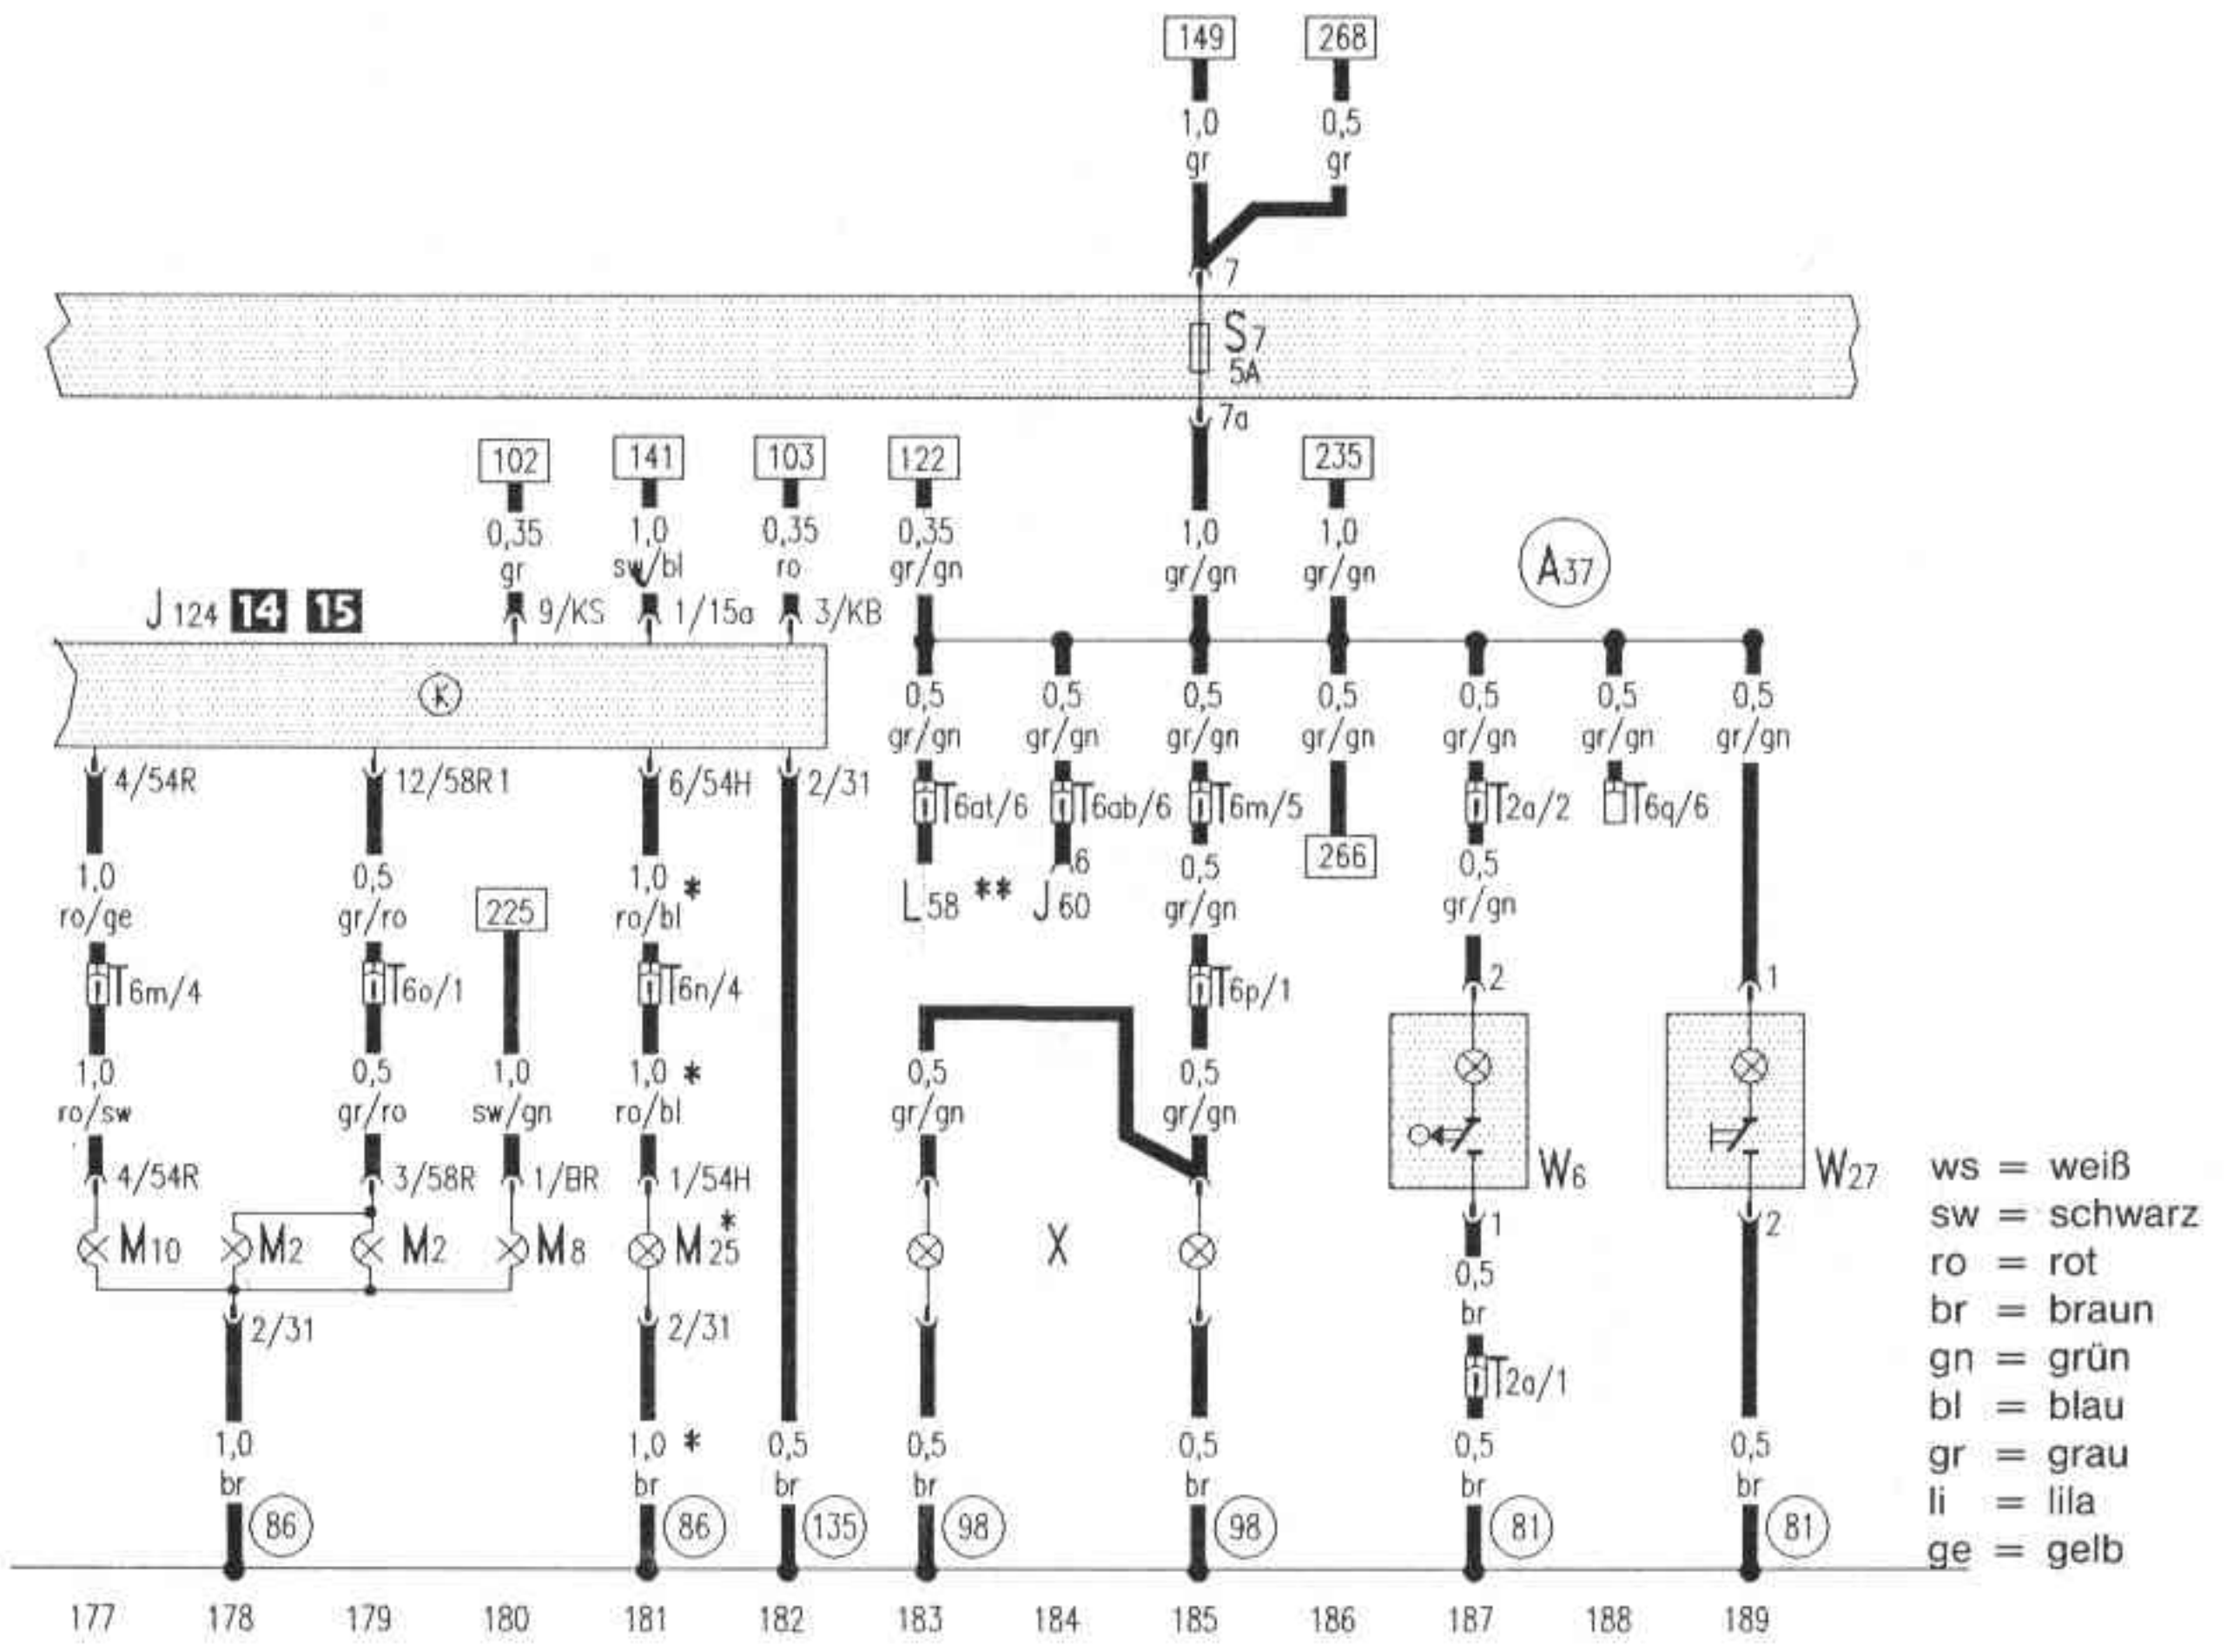 149 268
1,0 0,5
gr gr
7
S7
5A
7a
102 141 103 122 235
0,35 1,0 0,35 0,35 1,0 1,0
gr sw/bl ro gr/gn gr/gn gr/gn A37
J124 14 15 9/KS 1/15a 3/KB
K
0,5 0,5 0,5 0,5 0,5 0,5 0,5
gr/gn gr/gn gr/gn gr/gn gr/gn gr/gn gr/gn
4/54R 12/58R1 6/54H 2/31
T6at/6 T6ab/6 T6m/5 T2a/2 T6q/6
1,0 0,5 1,0 * 6 0,5 266 0,5
ro/ge gr/ro 225 ro/bl L58 ** J60 gr/gn gr/gn
T6m/4 T6o/1 T6n/4 T6p/1 2 1
1,0 0,5 1,0 1,0 * 0,5 0,5
ro/sw gr/ro sw/gn ro/bl gr/gn gr/gn
4/54R 3/58R 1/BR 1/54H W6 W27
M10 M2 M2 M8 M25 * X 1 2
0,5
br
2/31 2/31
T2a/1
1,0 1,0 * 0,5 0,5 0,5 0,5 0,5
br br br br br br br
86 86 135 98 98 81 81
177 178 179 180 181 182 183 184 185 186 187 188 189
ws = weiß
sw = schwarz
ro = rot
br = braun
gn = grün
bl = blau
gr = grau
li = lila
ge = gelb